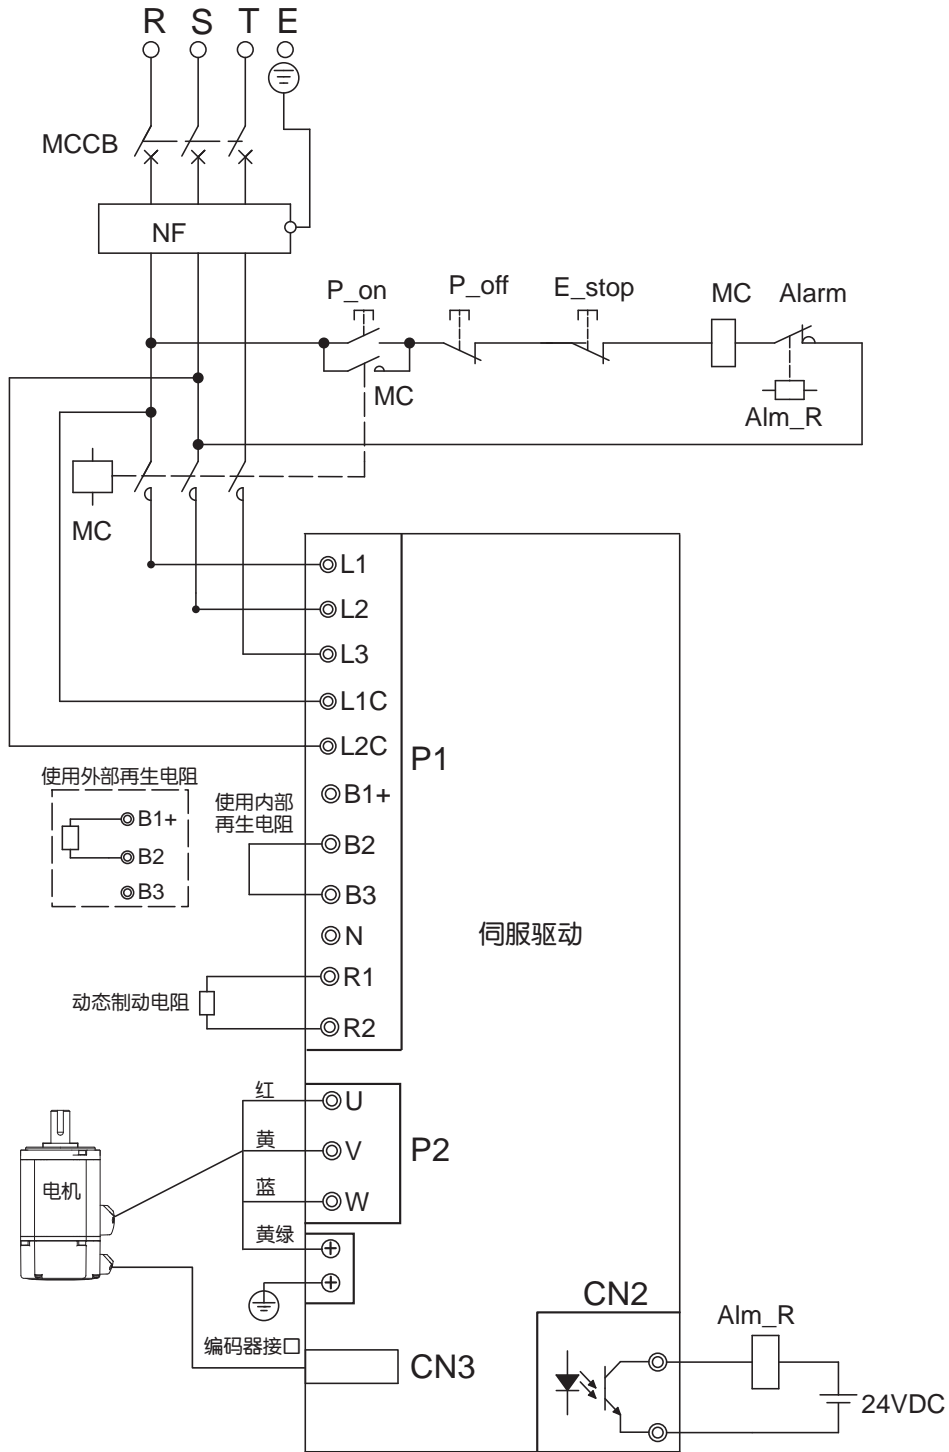 R S T E
MCCB
NF
P_on P_off E_stop MC Alarm
MC
Alm_R
MC
L1
L2
L3
L1C
L2C
P1
使用外部再生电阻
B1+
B2
B3
使用内部
再生电阻
B1+
B2
B3
N
伺服驱动
R1
动态制动电阻
R2
红
U
黄
V
P2
电机
蓝
W
黄绿
CN2
Alm_R
编码器接口
CN3
24VDC